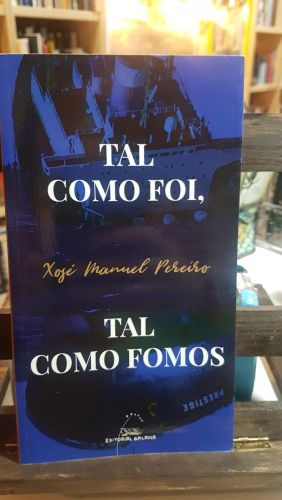 TAL
COMO FOI,
Xosé Manuel Pereiro
TAL
COMO FOMOS
PRESTIGE
EDITORIAL GALAXIA